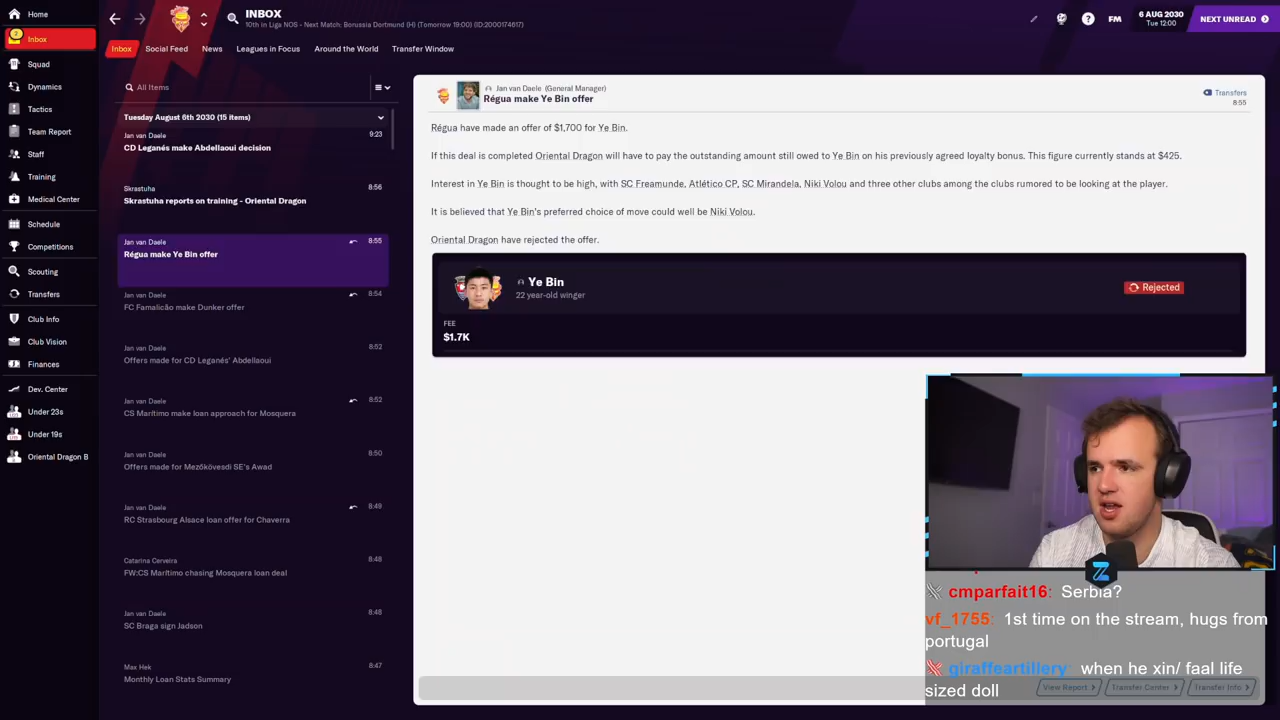 Home
INBOX
10th in Liga NOS - Next Match: Borussia Dortmund (H) (Tomorrow 19:00) (ID:2000174617)
FM
6 AUG 2030
Tue 12:00
NEXT UNREAD
2
Inbox
Squad
Dynamics
Tactics
Team Report
Staff
Training
Medical Center
Schedule
Competitions
Scouting
Transfers
Club Info
Club Vision
Finances
Dev. Center
Under 23s
Under 19s
Oriental Dragon B
Inbox
Social Feed
News
Leagues in Focus
Around the World
Transfer Window
All Items
Tuesday August 6th 2030 (15 items)
Jan van Daele
9:23
CD Leganés make Abdellaoui decision
Skrastuha
8:56
Skrastuha reports on training - Oriental Dragon
Jan van Daele
8:55
Régua make Ye Bin offer
Jan van Daele
8:54
FC Famalicão make Dunker offer
Jan van Daele
8:52
Offers made for CD Leganés' Abdellaoui
Jan van Daele
8:52
CS Marítimo make loan approach for Mosquera
Jan van Daele
8:50
Offers made for Mezőkövesdi SE's Awad
Jan van Daele
8:49
RC Strasbourg Alsace loan offer for Chaverra
Catarina Cerveira
8:48
FW:CS Marítimo chasing Mosquera loan deal
Jan van Daele
8:48
SC Braga sign Jadson
Max Hek
8:47
Monthly Loan Stats Summary
Jan van Daele (General Manager)
Régua make Ye Bin offer
Transfers
8:55
Régua have made an offer of $1,700 for Ye Bin.
If this deal is completed Oriental Dragon will have to pay the outstanding amount still owed to Ye Bin on his previously agreed loyalty bonus. This figure currently stands at $425.
Interest in Ye Bin is thought to be high, with SC Freamunde, Atlético CP, SC Mirandela, Niki Volou and three other clubs among the clubs rumored to be looking at the player.
It is believed that Ye Bin's preferred choice of move could well be Niki Volou.
Oriental Dragon have rejected the offer.
Ye Bin
22 year-old winger
Rejected
FEE
$1.7K
cmparfait16: Serbia?
vf_1755: 1st time on the stream, hugs from
portugal
giraffeartillery: when he xin/ faal life
sized doll
View Report
Transfer Center
Transfer Info